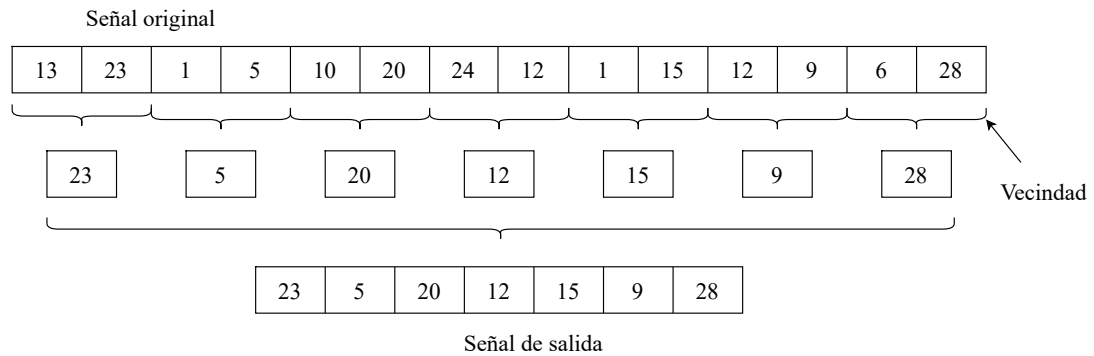 Señal original
13 23 1 5 10 20 24 12 1 15 12 9 6 28
23 5 20 12 15 9 28
Vecindad
23 5 20 12 15 9 28
Señal de salida